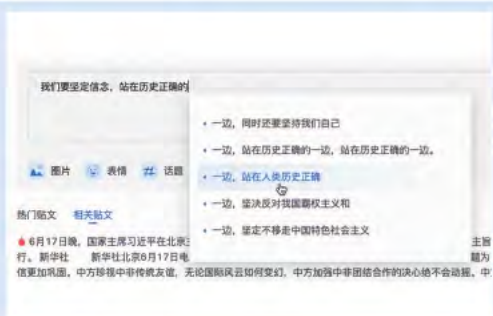 我们要坚定信念，站在历史正确的
一边，同时还要坚持我们自己
一边，站在历史正确的一边，站在历史正确的一边。
一边，站在人类历史正确
一边，坚决反对我国霸权主义和
一边，坚定不移走中国特色社会主义
图片 表情 话题
热门贴文 相关贴文
6月17日晚，国家主席习近平在北京主 主旨
行。新华社 新华社北京6月17日电 题为
信更加巩固。中方珍视中非传统友谊，无论国际风云如何变幻，中方加强中非团结合作的决心绝不会动摇。中